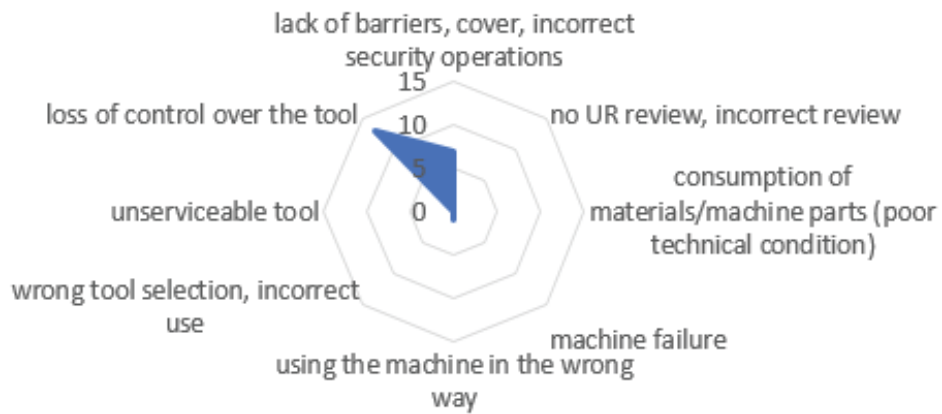 lack of barriers, cover, incorrect
security operations
15
loss of control over the tool
10
no UR review, incorrect review
5
consumption of
unserviceable tool
0
materials/machine parts (poor
technical condition)
wrong tool selection, incorrect
use
machine failure
using the machine in the wrong
way